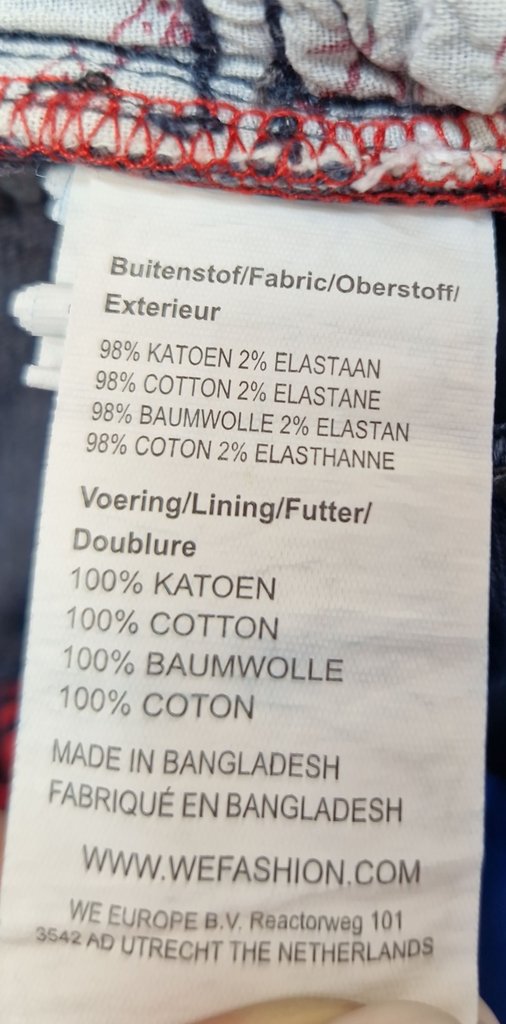 Buitenstof/Fabric/Oberstoff/
Exterieur
98% KATOEN 2% ELASTAAN
98% COTTON 2% ELASTANE
98% BAUMWOLLE 2% ELASTAN
98% COTON 2% ELASTHANNE
Voering/Lining/Futter/
Doublure
100% KATOEN
100% COTTON
100% BAUMWOLLE
100% COTON
MADE IN BANGLADESH
FABRIQUÉ EN BANGLADESH
WWW.WEFASHION.COM
WE EUROPE B.V. Reactorweg 101
3542 AD UTRECHT THE NETHERLANDS